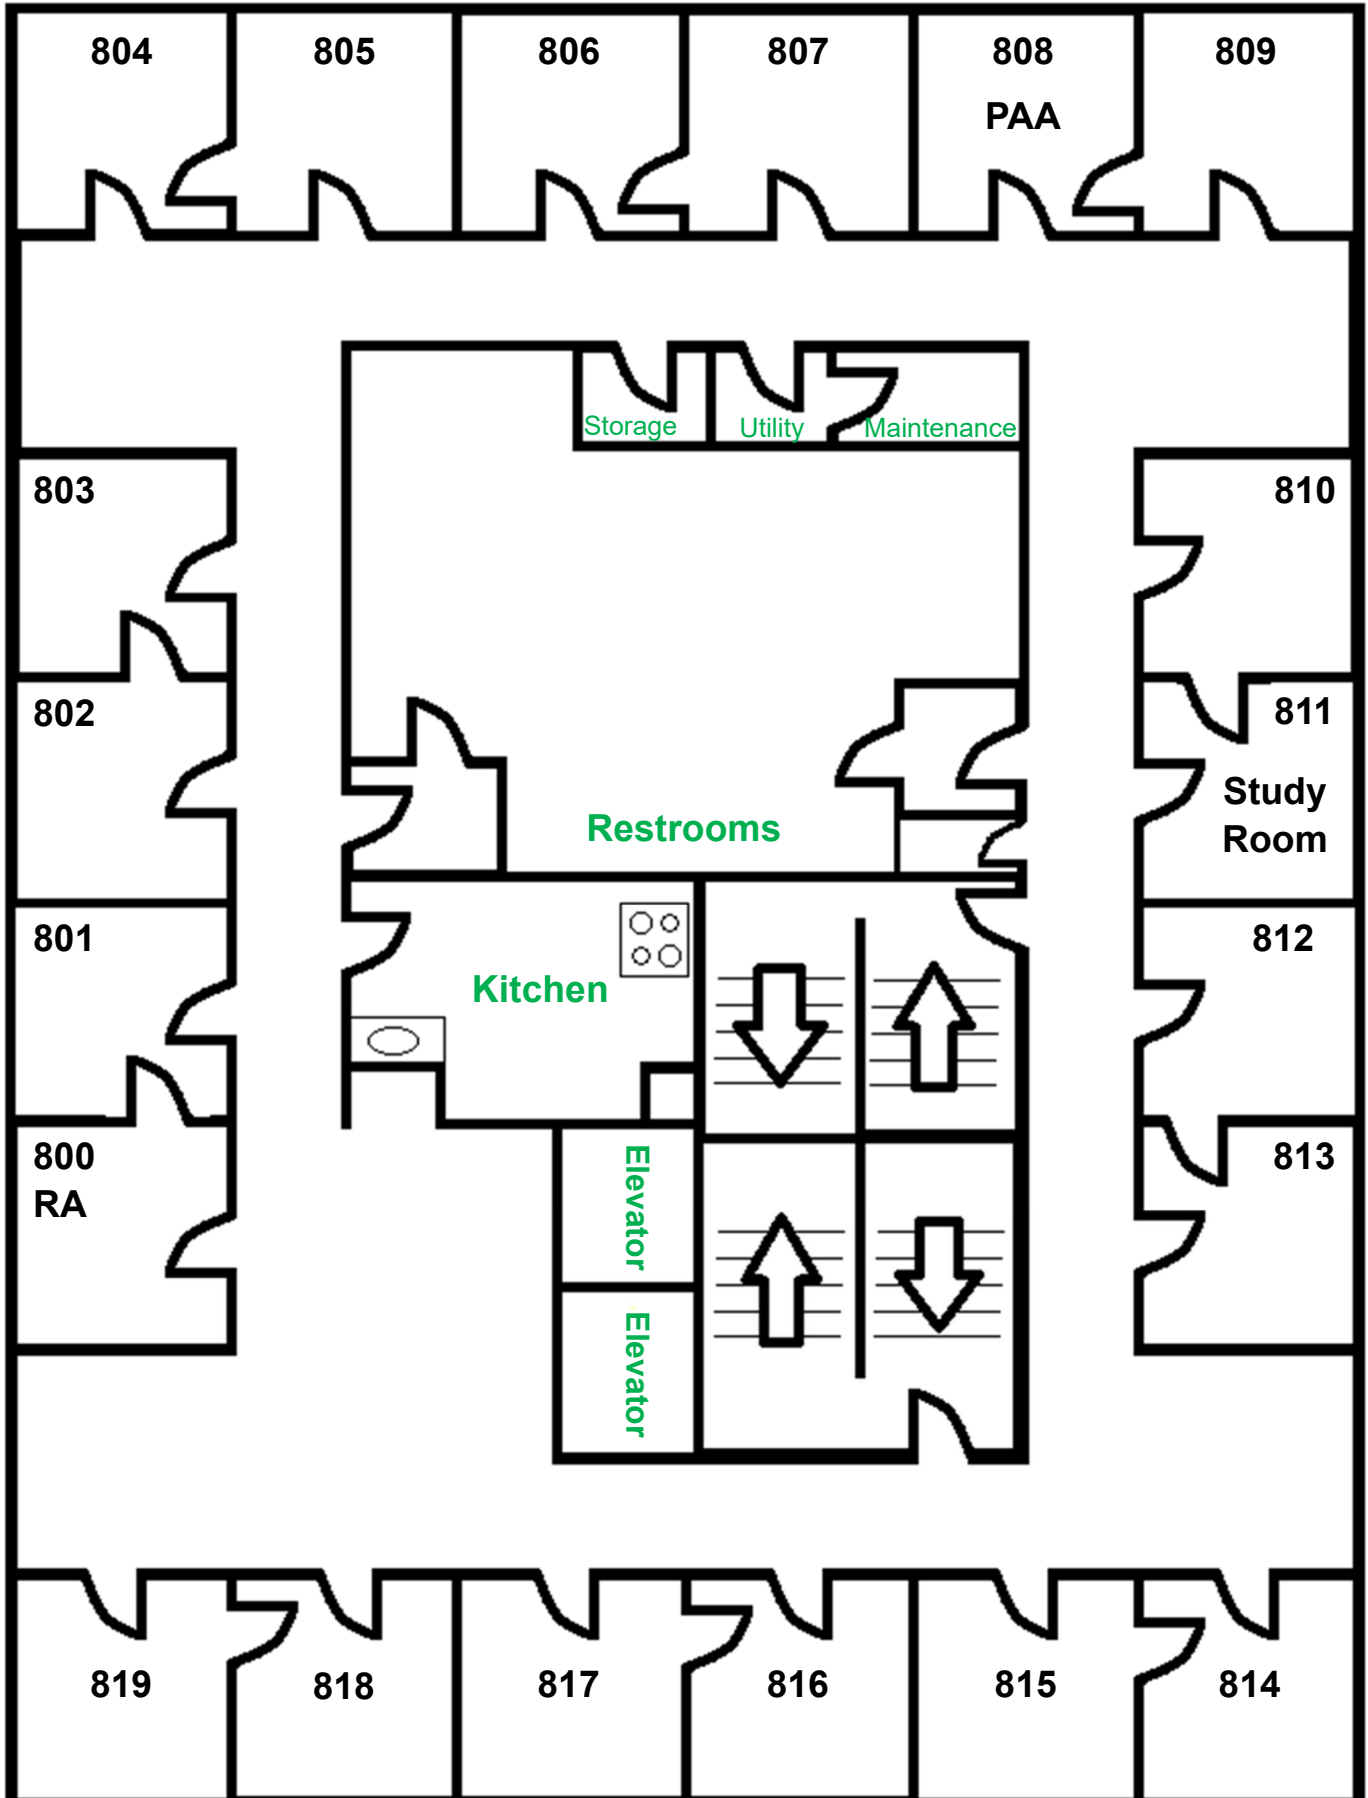 804
805
806
807
808
PAA
809
Storage
Utility
Maintenance
803
810
802
811
Study
Room
Restrooms
801
812
Kitchen
800
RA
813
Elevator
Elevator
819
818
817
816
815
814